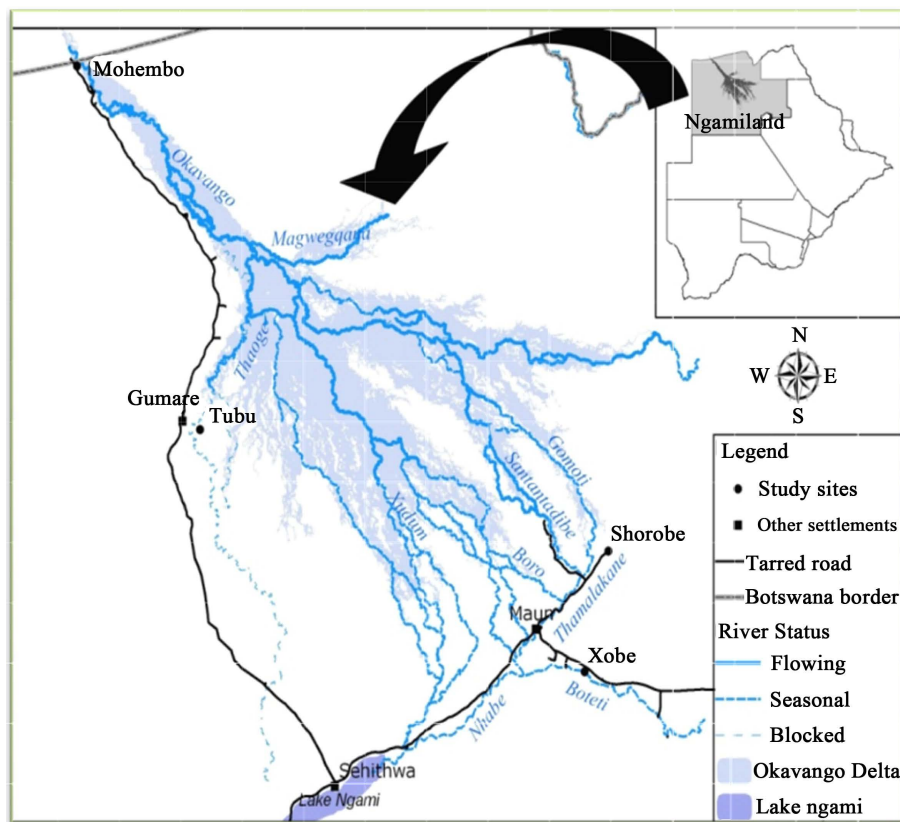 Mohembo
Ngamiland
Okavango
Magwegqana
N
W E
S
Thaoge
Gumare
Tubu
Gomoti
Santantadibe
Xudum
Boro
Shorobe
Maun
Thamalakane
Xobe
Nhabe
Boteti
Sehithwa
Lake Ngami
Legend
Study sites
Other settlements
Tarred road
Botswana border
River Status
Flowing
Seasonal
Blocked
Okavango Delta
Lake ngami